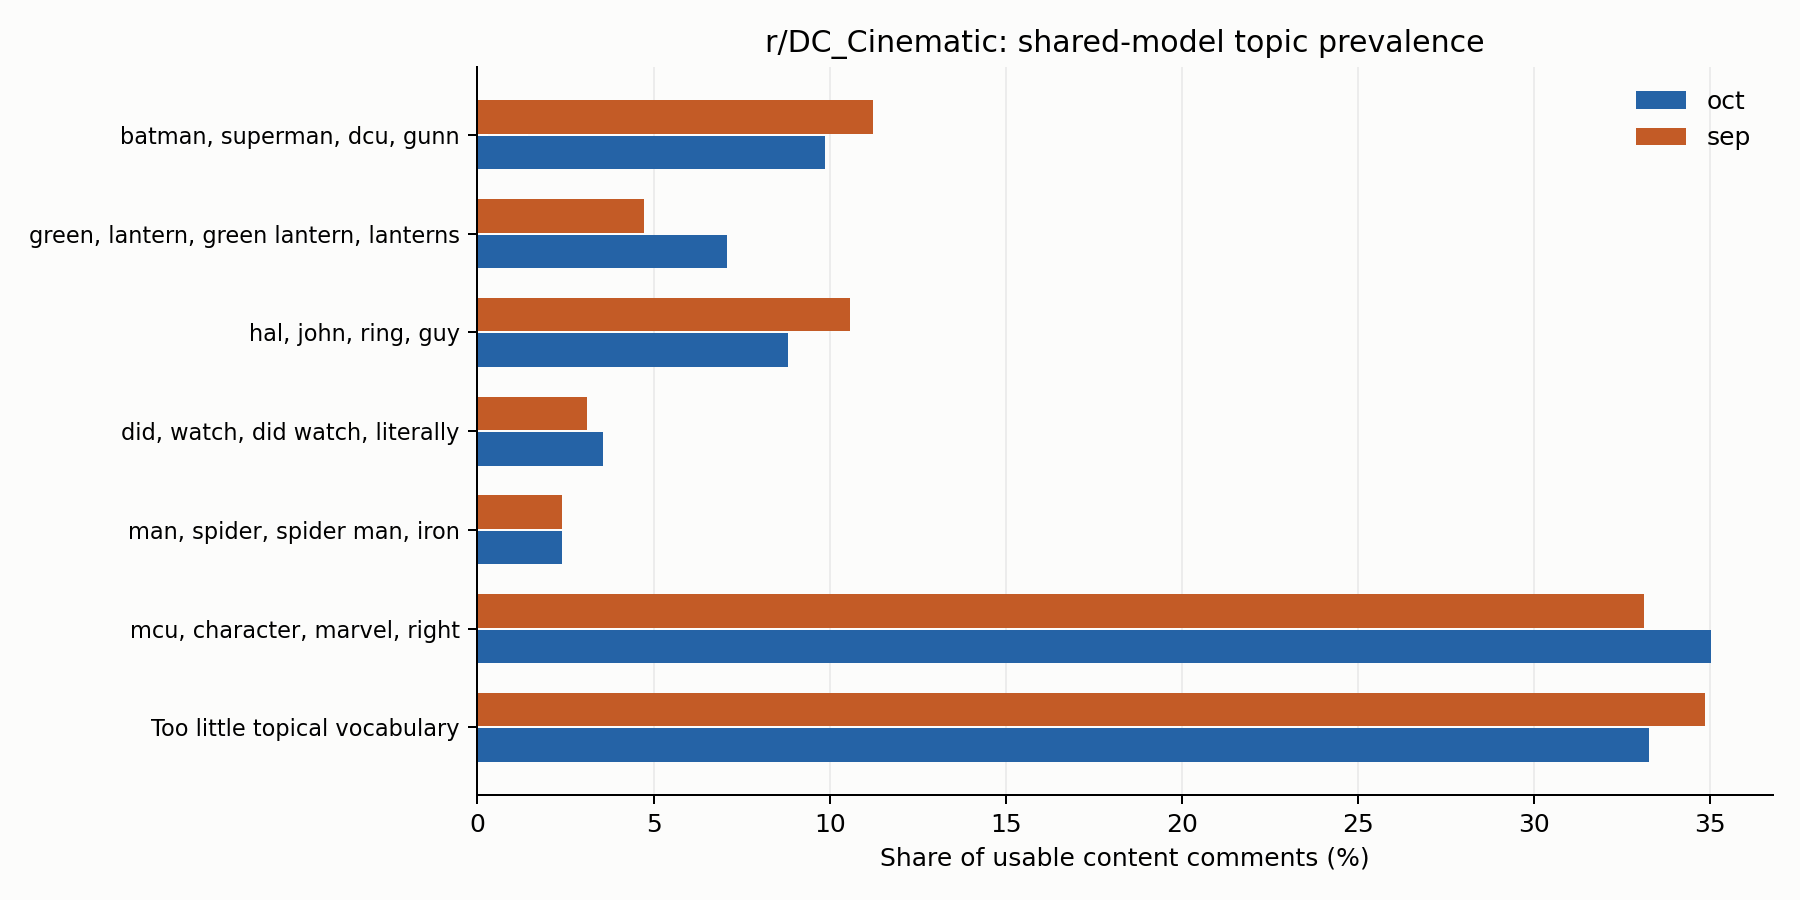 r/DC_Cinematic: shared-model topic prevalence
oct
sep
batman, superman, dcu, gunn
green, lantern, green lantern, lanterns
hal, john, ring, guy
did, watch, did watch, literally
man, spider, spider man, iron
mcu, character, marvel, right
Too little topical vocabulary
0 5 10 15 20 25 30 35
Share of usable content comments (%)